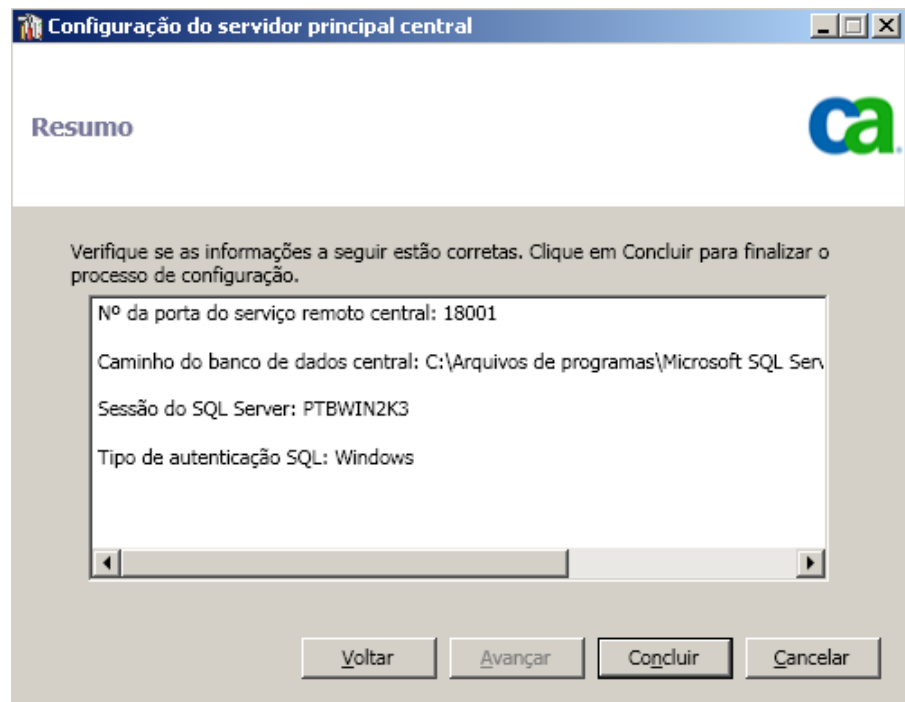 Configuração do servidor principal central
Resumo
ca
Verifique se as informações a seguir estão corretas. Clique em Concluir para finalizar o
processo de configuração.
Nº da porta do serviço remoto central: 18001
Caminho do banco de dados central: C:\Arquivos de programas\Microsoft SQL Serv
Sessão do SQL Server: PTBWIN2K3
Tipo de autenticação SQL: Windows
Voltar
Avançar
Concluir
Cancelar